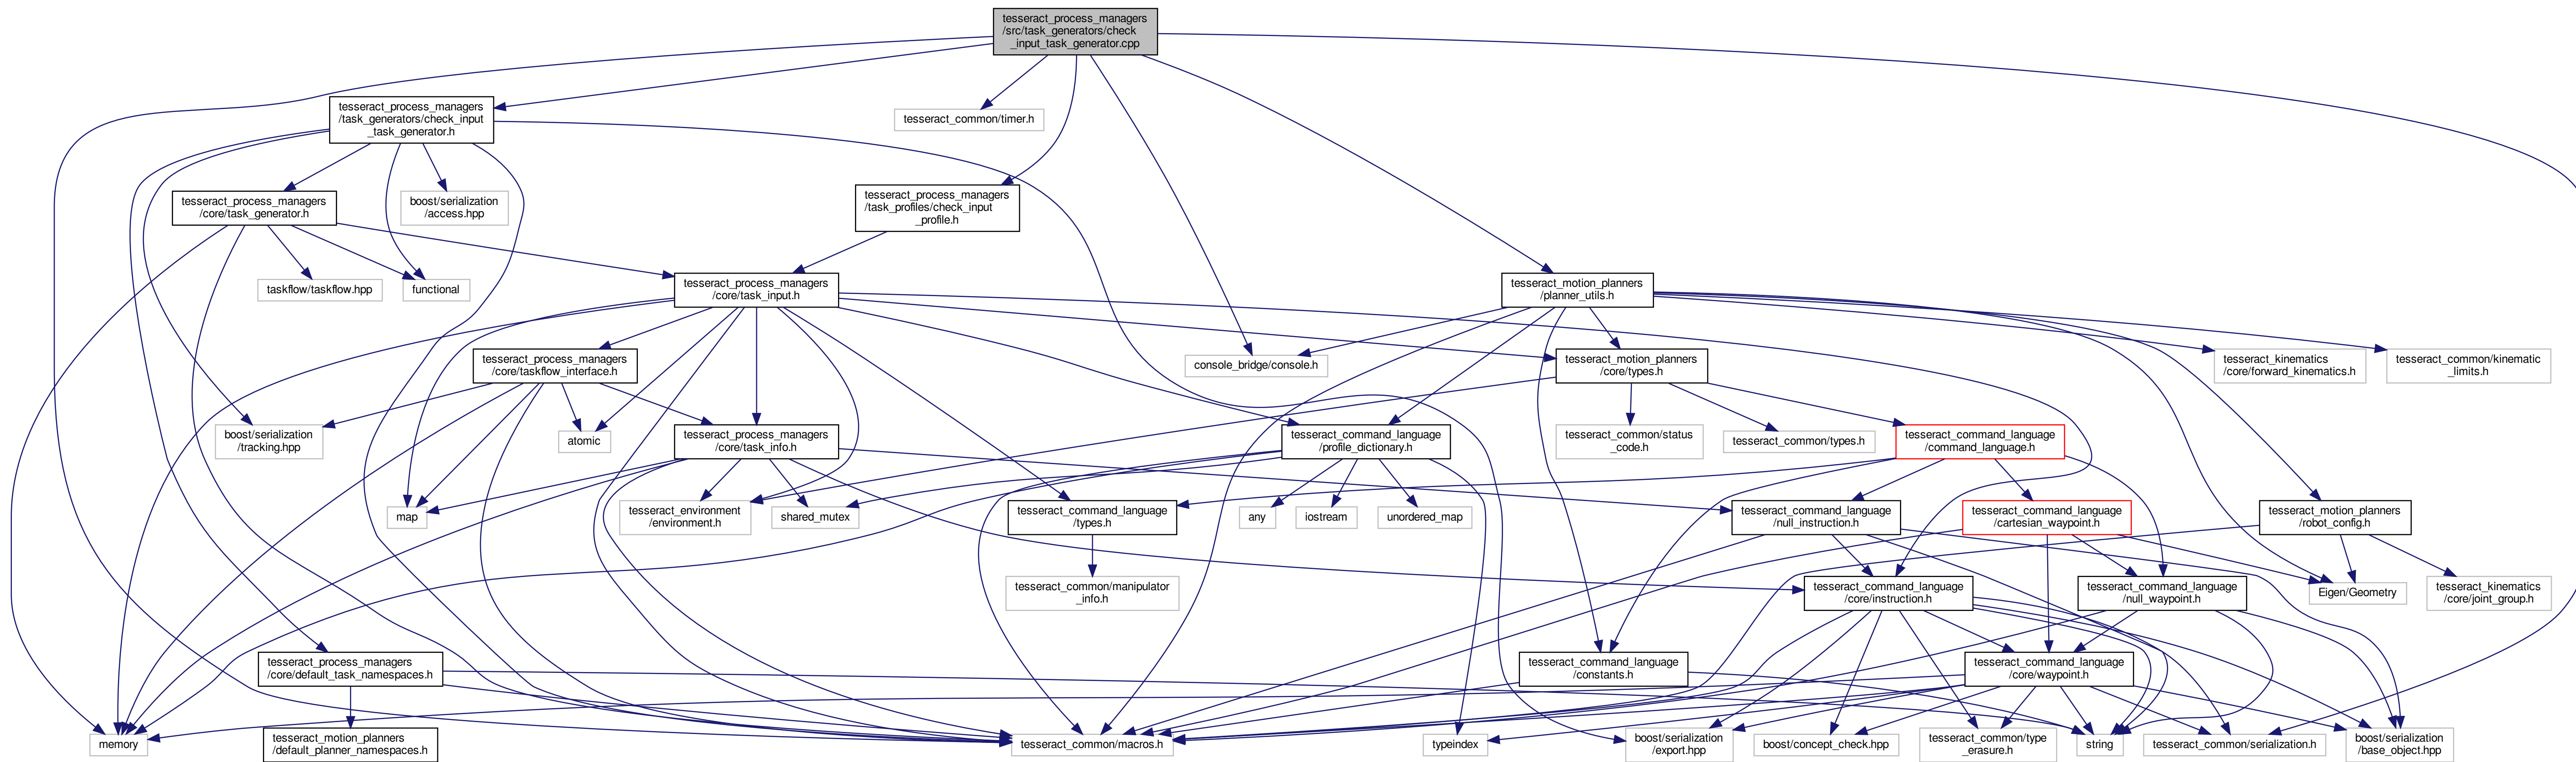 tesseract_process_managers
/src/task_generators/check
_input_task_generator.cpp
tesseract_process_managers
/task_generators/check_input
_task_generator.h
tesseract_common/timer.h
tesseract_process_managers
/core/task_generator.h
boost/serialization
/access.hpp
tesseract_process_managers
/task_profiles/check_input
_profile.h
taskflow/taskflow.hpp
functional
tesseract_process_managers
/core/task_input.h
tesseract_motion_planners
/planner_utils.h
tesseract_process_managers
/core/taskflow_interface.h
console_bridge/console.h
tesseract_motion_planners
/core/types.h
tesseract_kinematics
/core/forward_kinematics.h
tesseract_common/kinematic
_limits.h
boost/serialization
/tracking.hpp
atomic
tesseract_process_managers
/core/task_info.h
tesseract_command_language
/profile_dictionary.h
tesseract_common/status
_code.h
tesseract_common/types.h
tesseract_command_language
/command_language.h
map
tesseract_environment
/environment.h
shared_mutex
tesseract_command_language
/types.h
any
iostream
unordered_map
tesseract_command_language
/null_instruction.h
tesseract_command_language
/cartesian_waypoint.h
tesseract_motion_planners
/robot_config.h
tesseract_common/manipulator
_info.h
tesseract_command_language
/core/instruction.h
tesseract_command_language
/null_waypoint.h
Eigen/Geometry
tesseract_kinematics
/core/joint_group.h
tesseract_process_managers
/core/default_task_namespaces.h
tesseract_command_language
/constants.h
tesseract_command_language
/core/waypoint.h
memory
tesseract_motion_planners
/default_planner_namespaces.h
tesseract_common/macros.h
typeindex
boost/serialization
/export.hpp
boost/concept_check.hpp
tesseract_common/type
_erasure.h
string
tesseract_common/serialization.h
boost/serialization
/base_object.hpp